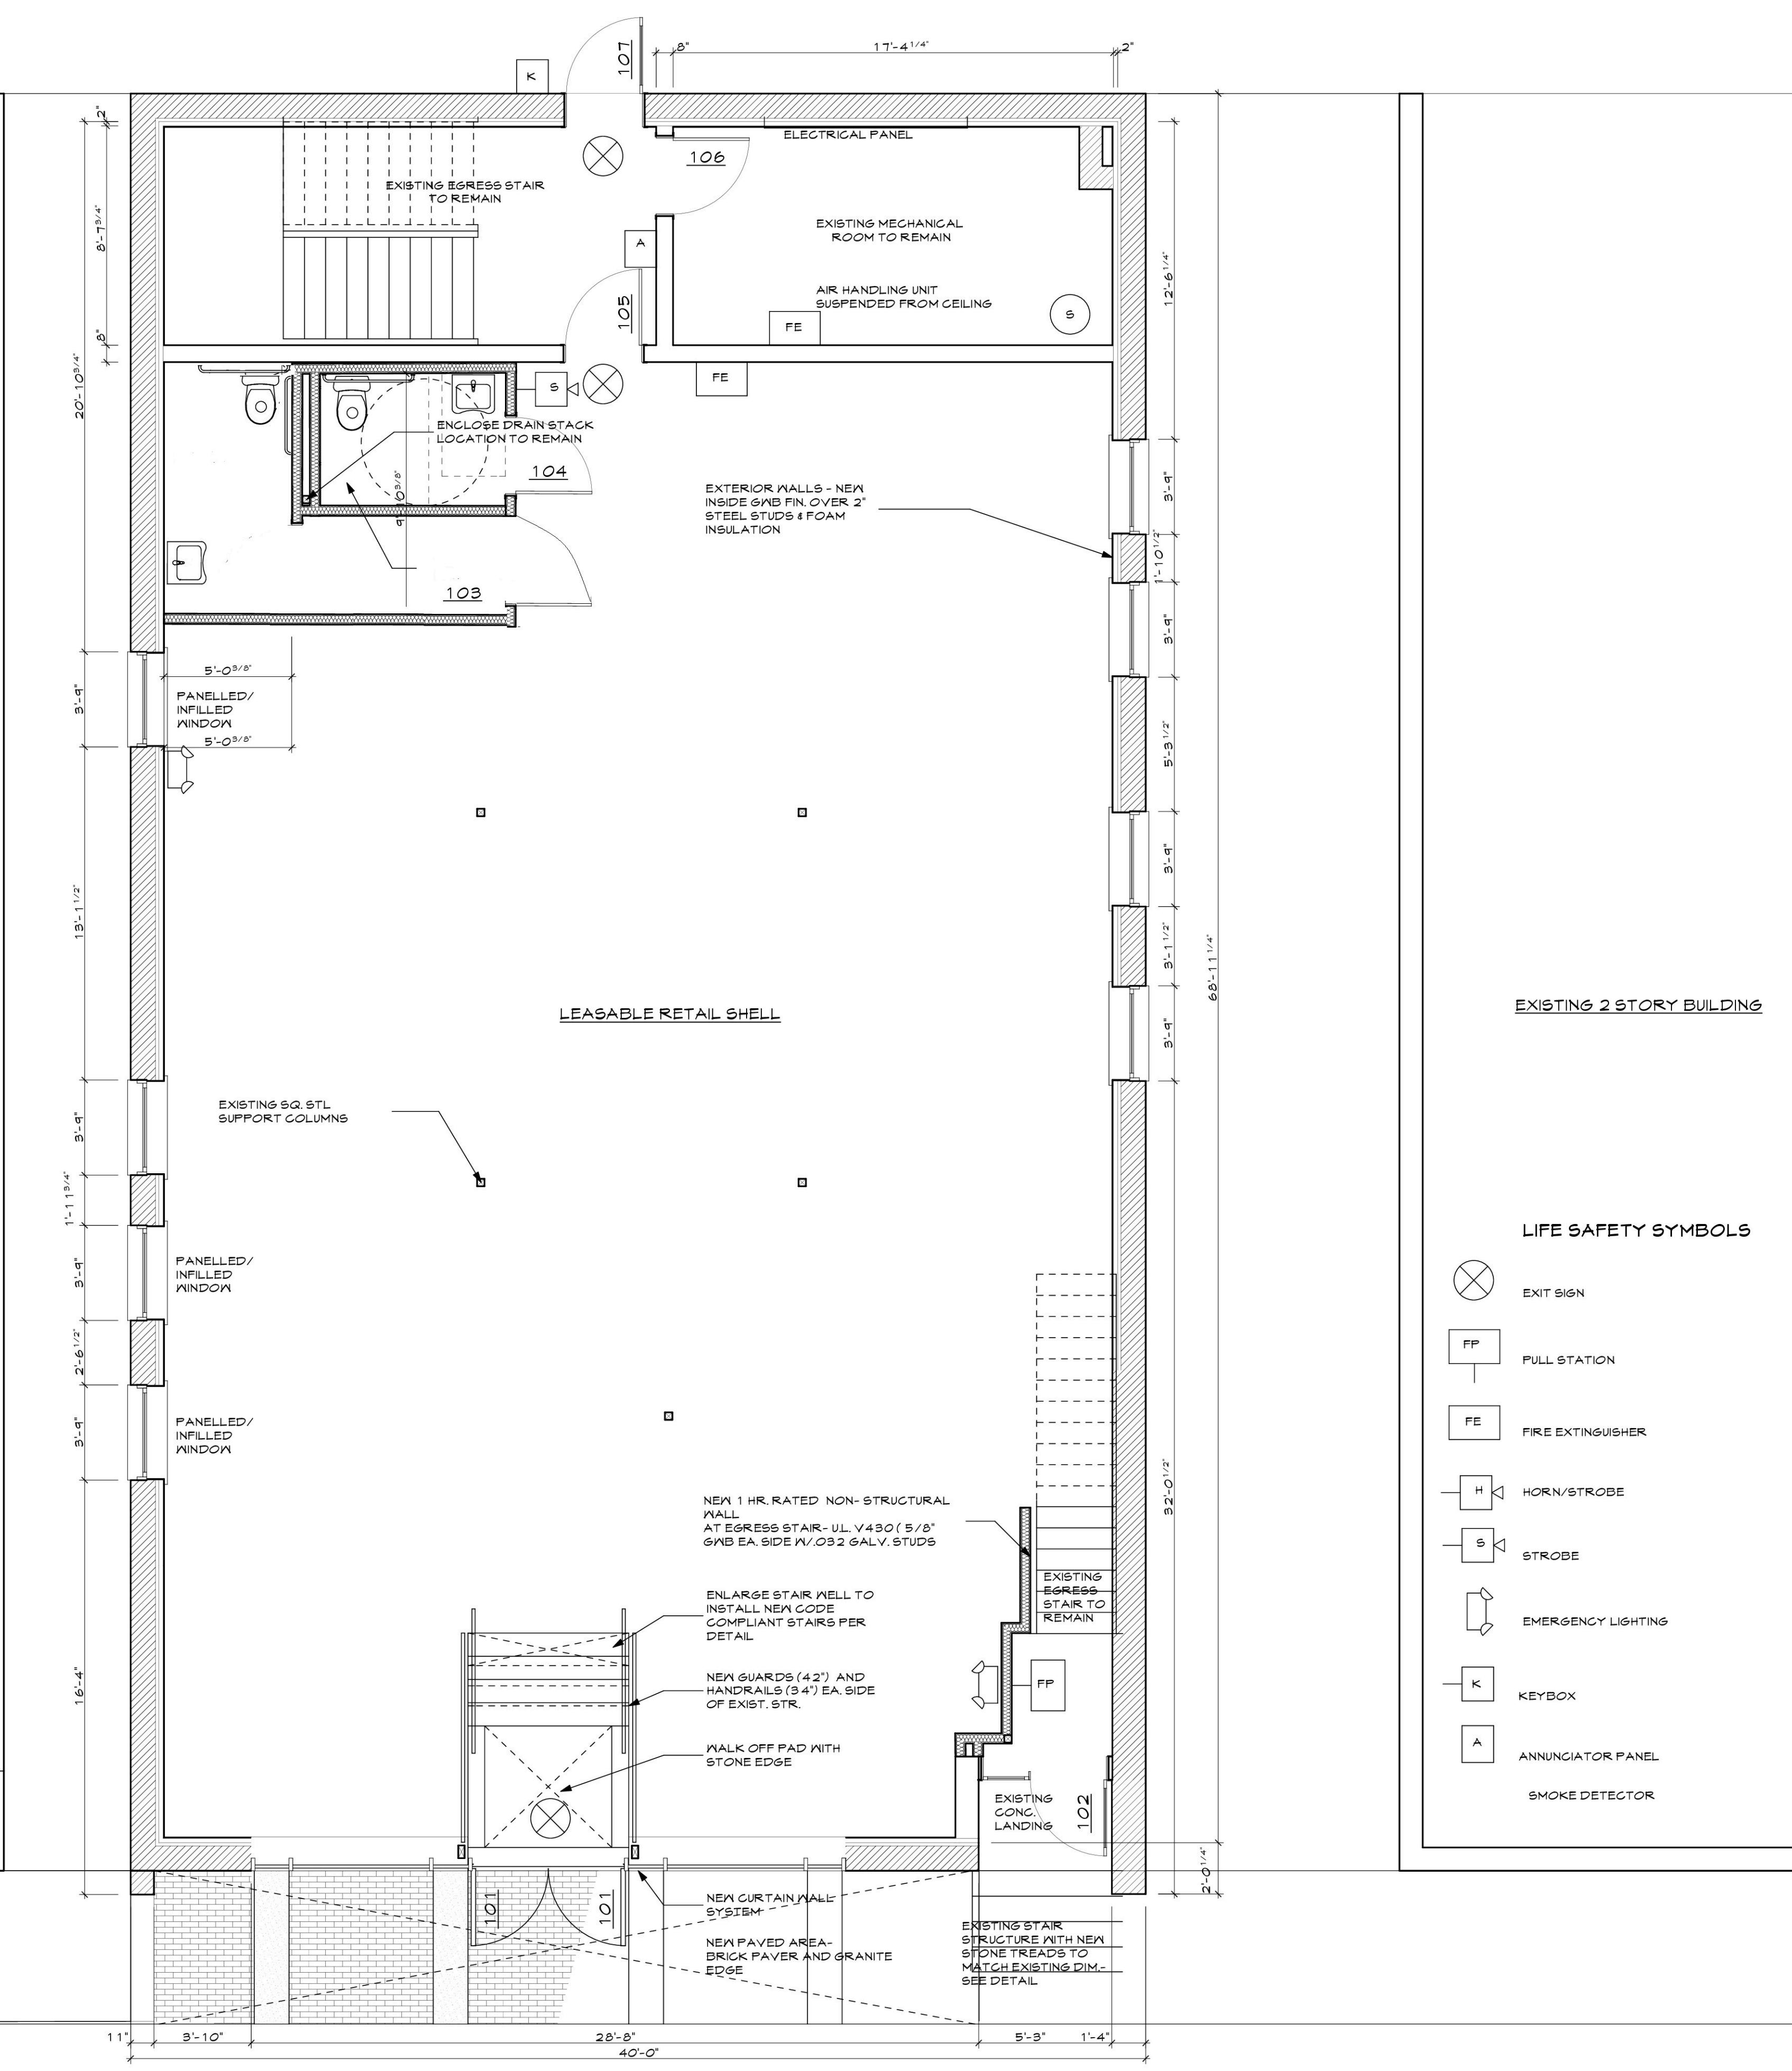 107
K
8"
17'-4 1/4"
2"
2"
ELECTRICAL PANEL
106
EXISTING EGRESS STAIR
TO REMAIN
8'-7 3/4"
EXISTING MECHANICAL
ROOM TO REMAIN
A
12'-6 1/4"
AIR HANDLING UNIT
SUSPENDED FROM CEILING
105
S
FE
8"
20'-10 3/4"
FE
S
ENCLOSE DRAIN STACK
LOCATION TO REMAIN
104
9'-10 3/8"
EXTERIOR WALLS - NEW
INSIDE GWB FIN. OVER 2"
STEEL STUDS & FOAM
INSULATION
3'-9"
1'-10 1/2"
103
3'-9"
5'-0 3/8"
3'-9"
PANELLED/
INFILLED
WINDOW
5'-0 3/8"
5'-3 1/2"
3'-9"
13'-1 1/2"
3'-1 1/2"
68'-11 1/4"
LEASABLE RETAIL SHELL
EXISTING 2 STORY BUILDING
3'-9"
EXISTING SQ. STL
SUPPORT COLUMNS
3'-9"
1'-11 3/4"
LIFE SAFETY SYMBOLS
PANELLED/
INFILLED
WINDOW
3'-9"
EXIT SIGN
FP
PULL STATION
2'-6 1/2"
FE
FIRE EXTINGUISHER
PANELLED/
INFILLED
WINDOW
3'-9"
32'-0 1/2"
H
HORN/STROBE
NEW 1 HR. RATED NON- STRUCTURAL
WALL
AT EGRESS STAIR- U.L. V430 ( 5/8"
GWB EA. SIDE W/.032 GALV. STUDS
S
STROBE
EXISTING
EGRESS
STAIR TO
REMAIN
ENLARGE STAIR WELL TO
INSTALL NEW CODE
COMPLIANT STAIRS PER
DETAIL
EMERGENCY LIGHTING
16'-4"
NEW GUARDS (42") AND
HANDRAILS (34") EA. SIDE
OF EXIST. STR.
FP
K
KEYBOX
WALK OFF PAD WITH
STONE EDGE
A
ANNUNCIATOR PANEL
SMOKE DETECTOR
EXISTING
CONC.
LANDING
102
2'-0 1/4"
101
101
NEW CURTAIN WALL
SYSTEM
NEW PAVED AREA-
BRICK PAVER AND GRANITE
EDGE
EXISTING STAIR
STRUCTURE WITH NEW
STONE TREADS TO
MATCH EXISTING DIM.-
SEE DETAIL
11"
3'-10"
28'-8"
5'-3"
1'-4"
40'-0"